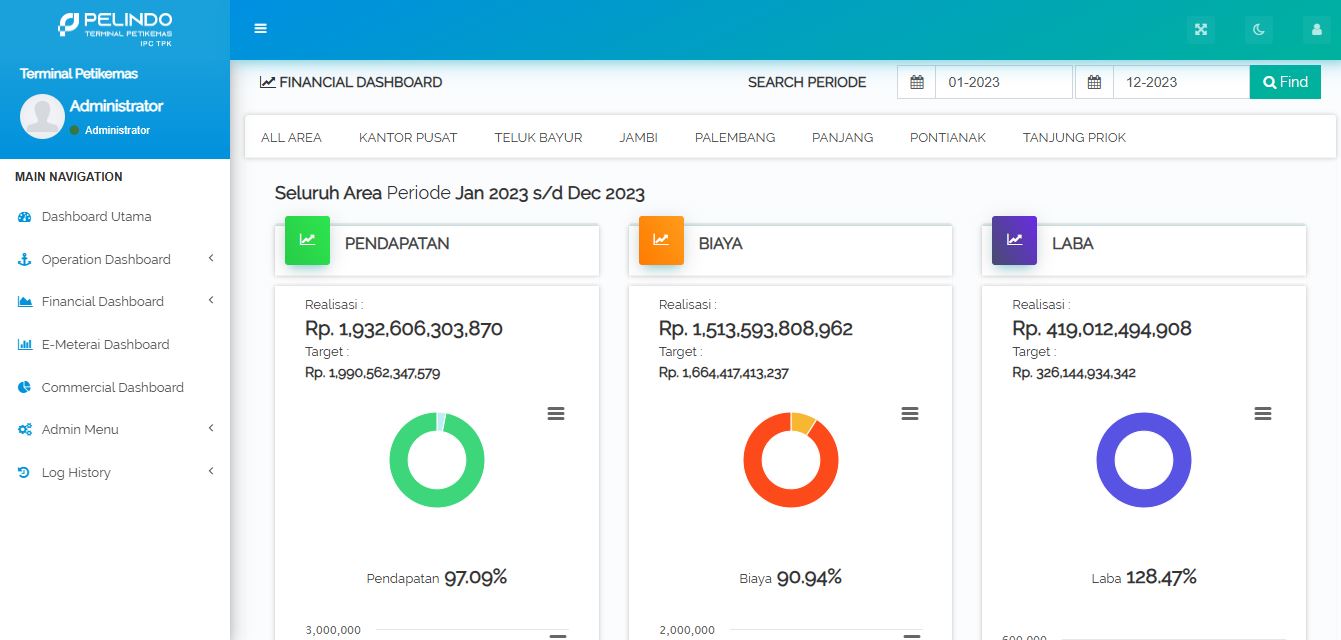 PELINDO
TERMINAL PETIKEMAS
IPC TPK
Terminal Petikemas
Administrator
Administrator
MAIN NAVIGATION
Dashboard Utama
Operation Dashboard
Financial Dashboard
E-Meterai Dashboard
Commercial Dashboard
Admin Menu
Log History
FINANCIAL DASHBOARD
SEARCH PERIODE
01-2023
12-2023
Find
ALL AREA
KANTOR PUSAT
TELUK BAYUR
JAMBI
PALEMBANG
PANJANG
PONTIANAK
TANJUNG PRIOK
Seluruh Area Periode Jan 2023 s/d Dec 2023
PENDAPATAN
Realisasi :
Rp. 1,932,606,303,870
Target :
Rp. 1,990,562,347,579
Pendapatan 97.09%
3,000,000
BIAYA
Realisasi :
Rp. 1,513,593,808,962
Target :
Rp. 1,664,417,413,237
Biaya 90.94%
2,000,000
LABA
Realisasi :
Rp. 419,012,494,908
Target :
Rp. 326,144,934,342
Laba 128.47%
600,000